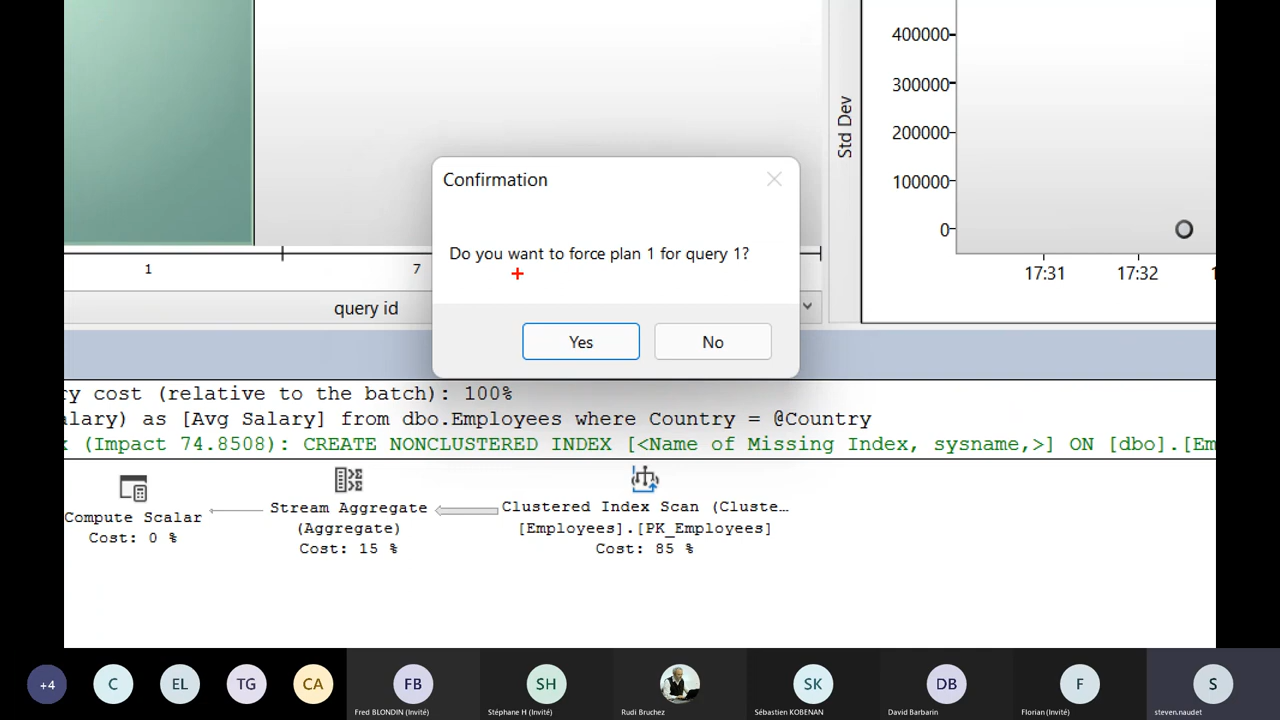 400000
300000
200000
100000
0
Std Dev
17:31
17:32
1
7
query id
Confirmation
Do you want to force plan 1 for query 1?
Yes
No
ry cost (relative to the batch): 100%
alary) as [Avg Salary] from dbo.Employees where Country = @Country
(Impact 74.8508): CREATE NONCLUSTERED INDEX [<Name of Missing Index, sysname,>] ON [dbo].[Em
Compute Scalar
Cost: 0 %
Stream Aggregate
(Aggregate)
Cost: 15 %
Clustered Index Scan (Cluste…
[Employees].[PK_Employees]
Cost: 85 %
+4
C
EL
TG
CA
FB
SH
SK
DB
F
S
Fred BLONDIN (Invité)
Stéphane H (Invité)
Rudi Bruchez
Sébastien KOBENAN
David Barbarin
Florian (Invité)
steven.naudet